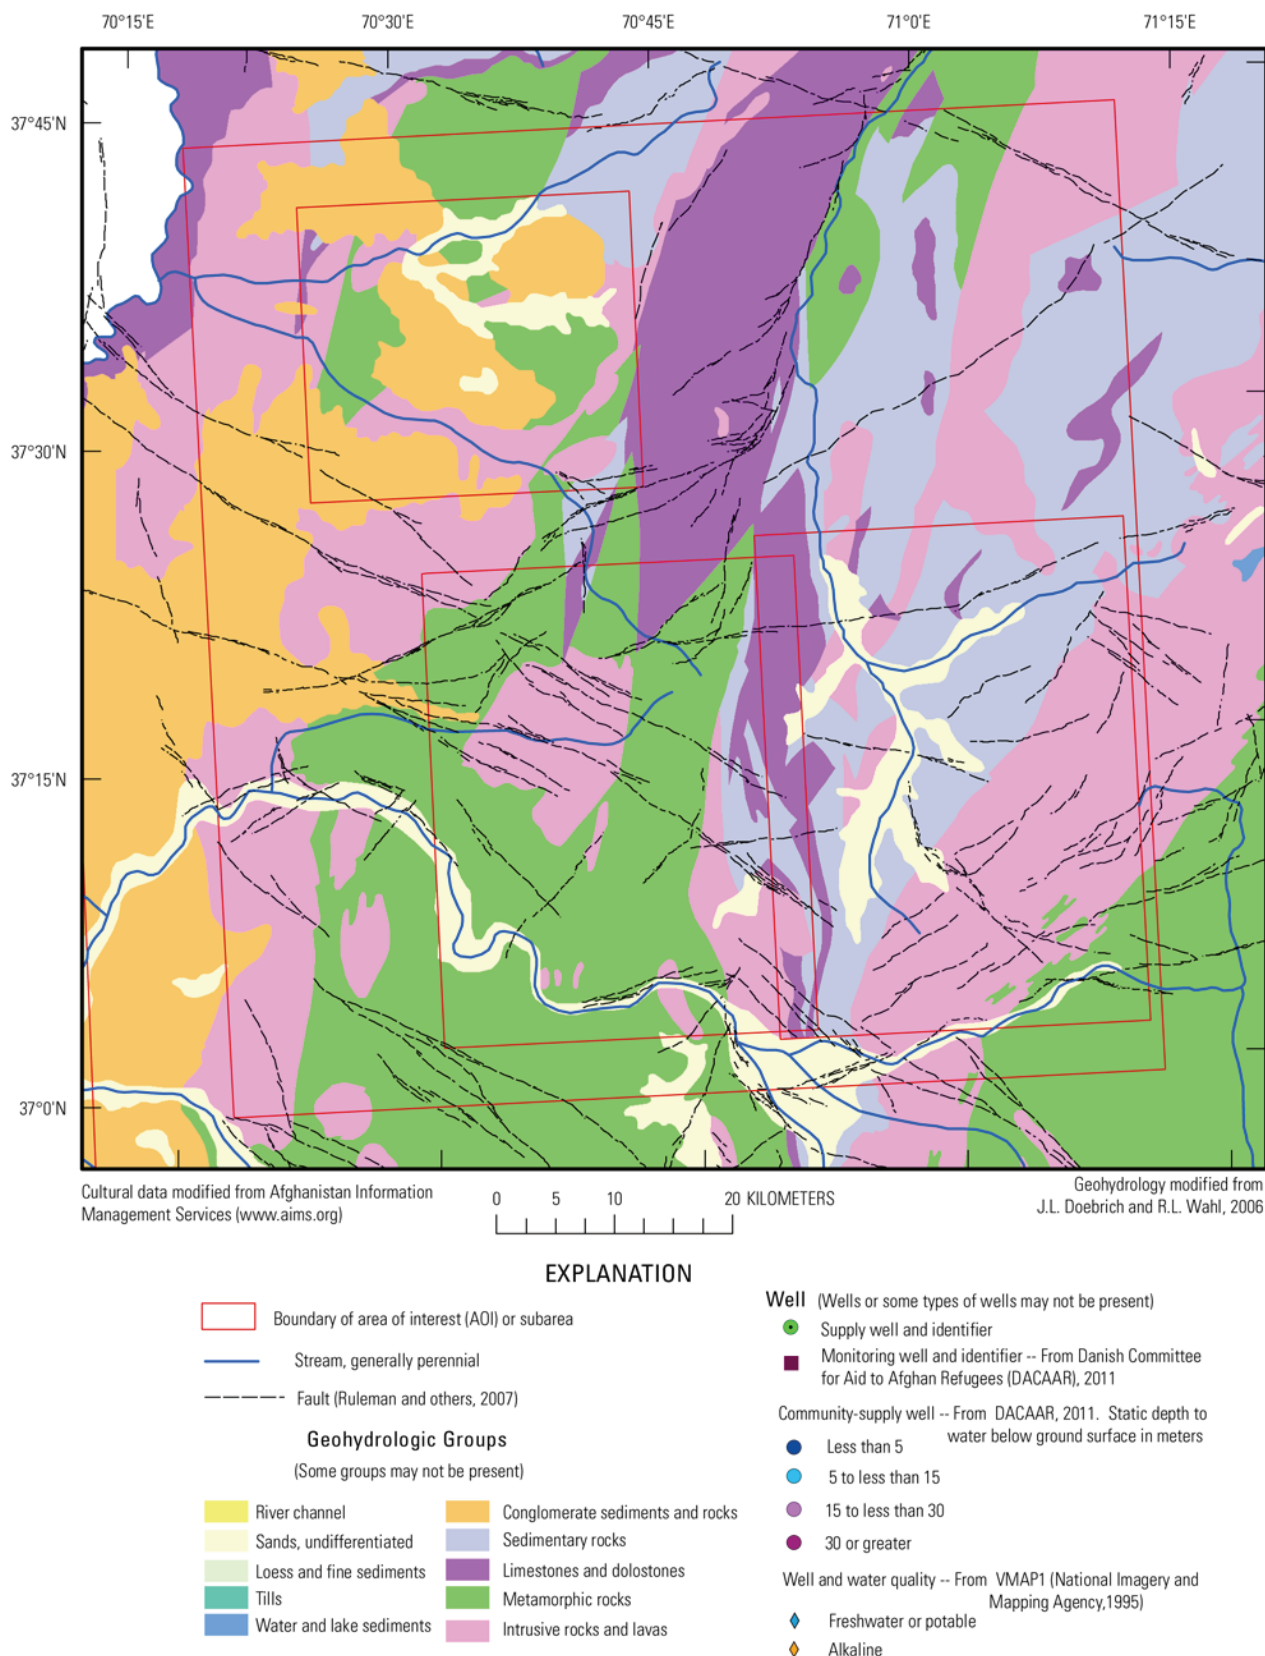 70°15'E 70°30'E 70°45'E 71°0'E 71°15'E
37°45'N
37°30'N
37°15'N
37°0'N
Cultural data modified from Afghanistan Information
Management Services (www.aims.org)
0 5 10 20 KILOMETERS
Geohydrology modified from
J.L. Doebrich and R.L. Wahl, 2006
EXPLANATION
Boundary of area of interest (AOI) or subarea
Stream, generally perennial
Fault (Ruleman and others, 2007)
Geohydrologic Groups
(Some groups may not be present)
River channel
Sands, undifferentiated
Loess and fine sediments
Tills
Water and lake sediments
Conglomerate sediments and rocks
Sedimentary rocks
Limestones and dolostones
Metamorphic rocks
Intrusive rocks and lavas
Well (Wells or some types of wells may not be present)
Supply well and identifier
Monitoring well and identifier -- From Danish Committee
for Aid to Afghan Refugees (DACAAR), 2011
Community-supply well -- From DACAAR, 2011. Static depth to
water below ground surface in meters
Less than 5
5 to less than 15
15 to less than 30
30 or greater
Well and water quality -- From VMAP1 (National Imagery and
Mapping Agency,1995)
Freshwater or potable
Alkaline